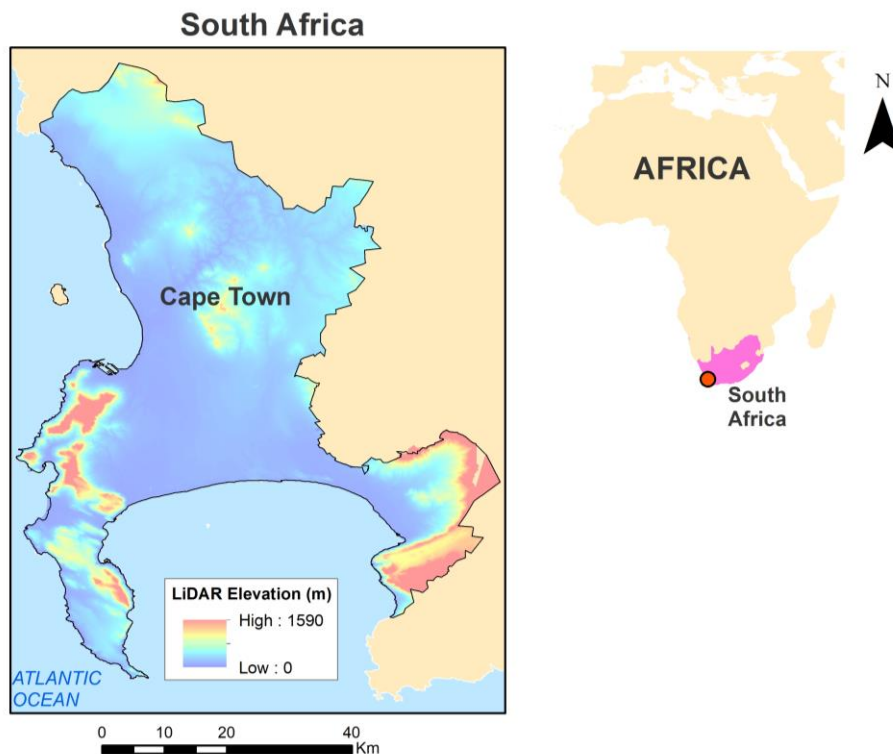 South Africa
Cape Town
LiDAR Elevation (m)
High : 1590
Low : 0
ATLANTIC
OCEAN
0 10 20 40
Km
N
AFRICA
South
Africa